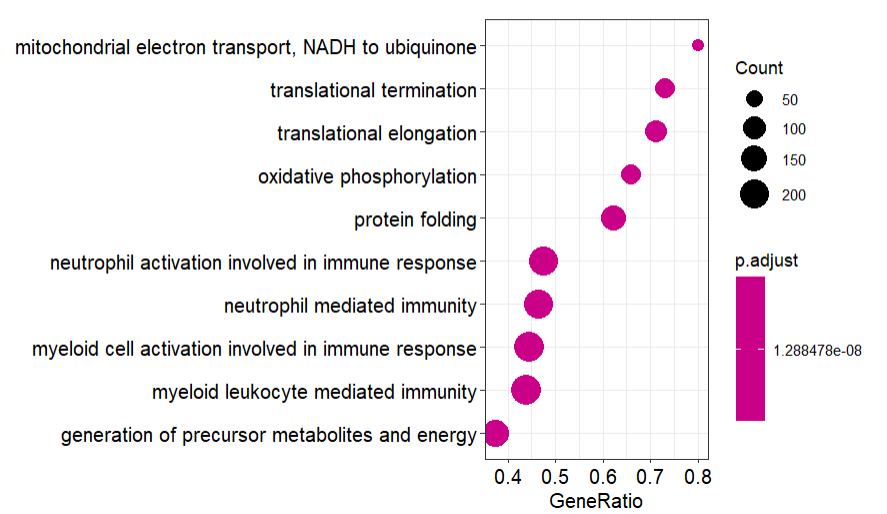 mitochondrial electron transport, NADH to ubiquinone
translational termination
translational elongation
oxidative phosphorylation
protein folding
neutrophil activation involved in immune response
neutrophil mediated immunity
myeloid cell activation involved in immune response
myeloid leukocyte mediated immunity
generation of precursor metabolites and energy
0.4 0.5 0.6 0.7 0.8
GeneRatio
Count
50
100
150
200
p.adjust
1.288478e-08